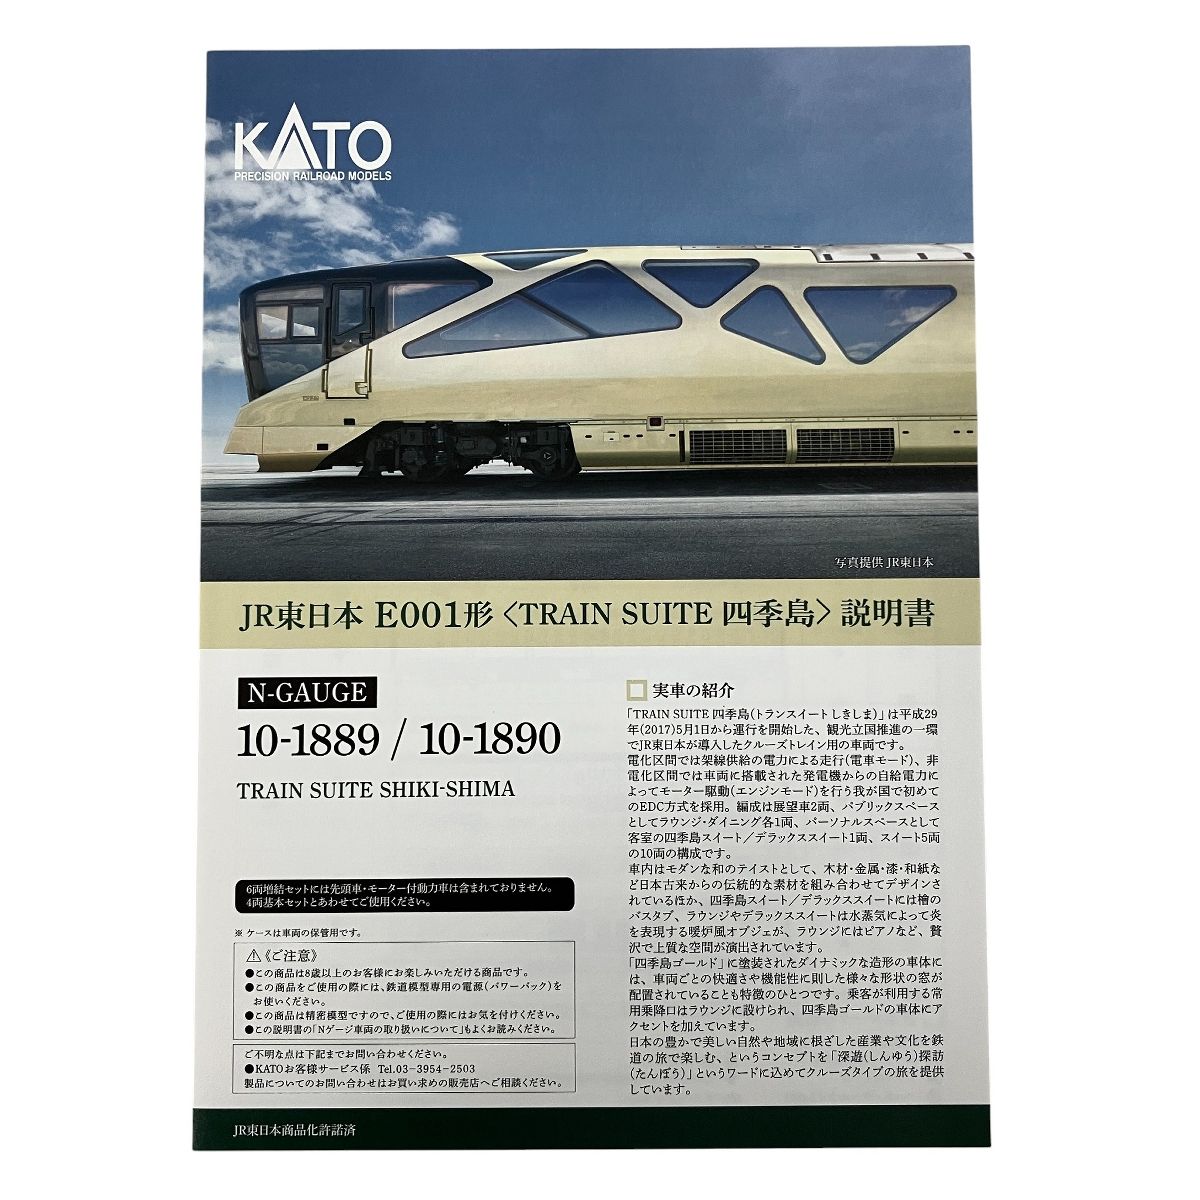 KATO
PRECISION RAILROAD MODELS
写真提供 JR東日本
JR東日本 E001形 〈TRAIN SUITE 四季島〉 説明書
N-GAUGE
10-1889 / 10-1890
TRAIN SUITE SHIKI-SHIMA
6両増結セットには先頭車・モーター付動力車は含まれておりません。
4両基本セットとあわせてご使用ください。
※ ケースは車両の保管用です。
⚠《ご注意》
●この商品は8歳以上のお客様にお楽しみいただける商品です。
●この商品をご使用の際には、鉄道模型専用の電源(パワーパック)を
お使いください。
●この商品は精密模型ですので、ご使用の際にはお気を付けください。
●この説明書の「Nゲージ車両の取り扱いについて」もよくお読みください。
ご不明な点は下記までお問い合わせください。
●KATOお客様サービス係 Tel.03-3954-2503
製品についてのお問い合わせはお買い求めの販売店へご相談ください。
□ 実車の紹介
「TRAIN SUITE 四季島(トランスイート しきしま)」は平成29
年(2017)5月1日から運行を開始した、観光立国推進の一環
でJR東日本が導入したクルーズトレイン用の車両です。
電化区間では架線供給の電力による走行(電車モード)、非
電化区間では車両に搭載された発電機からの自給電力に
よってモーター駆動(エンジンモード)を行う我が国で初めて
のEDC方式を採用。編成は展望車2両、パブリックスペース
としてラウンジ・ダイニング各1両、パーソナルスペースとして
客室の四季島スイート／デラックススイート1両、スイート5両
の10両の構成です。
車内はモダンな和のテイストとして、木材・金属・漆・和紙な
ど日本古来からの伝統的な素材を組み合わせてデザインさ
れているほか、四季島スイート／デラックススイートには檜の
バスタブ、ラウンジやデラックススイートは水蒸気によって炎
を表現する暖炉風オブジェが、ラウンジにはピアノなど、贅
沢で上質な空間が演出されています。
「四季島ゴールド」に塗装されたダイナミックな造形の車体に
は、車両ごとの快適さや機能性に則した様々な形状の窓が
配置されていることも特徴のひとつです。乗客が利用する常
用乗降口はラウンジに設けられ、四季島ゴールドの車体にア
クセントを加えています。
日本の豊かで美しい自然や地域に根ざした産業や文化を鉄
道の旅で楽しむ、というコンセプトを「深遊(しんゆう)探訪
(たんぼう)」というワードに込めてクルーズタイプの旅を提供
しています。
JR東日本商品化許諾済